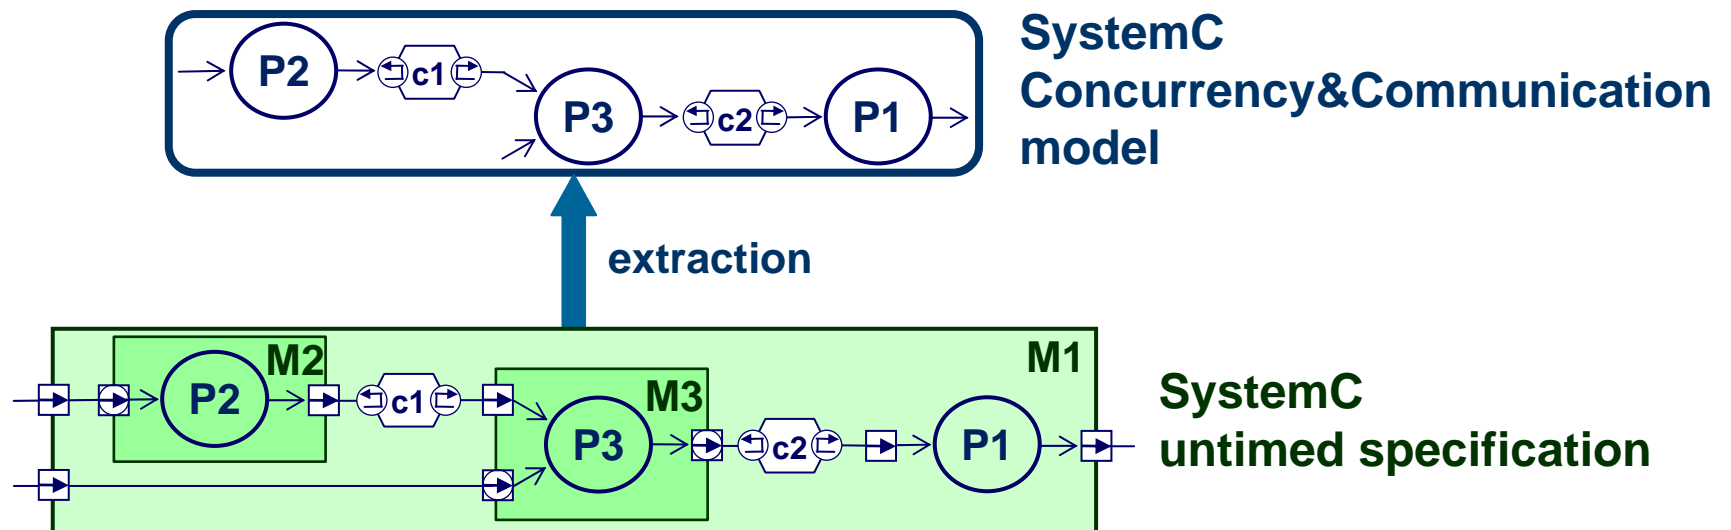 SystemC
Concurrency&Communication
model
P2
c1
P3
c2
P1
extraction
M1
M2
P2
c1
M3
P3
c2
P1
SystemC
untimed specification